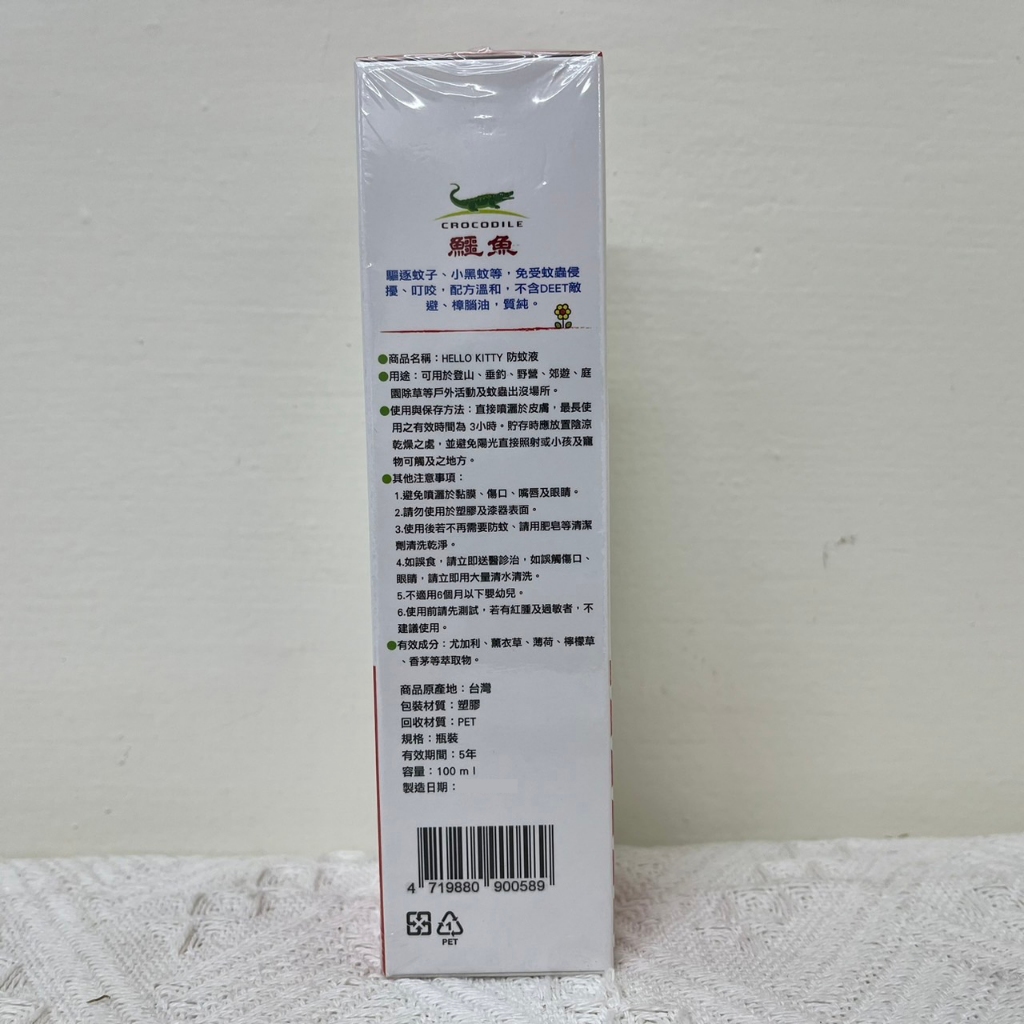 CROCODILE
鱷魚
驅逐蚊子、小黑蚊等，免受蚊蟲侵
擾、叮咬，配方溫和，不含DEET敵
避、樟腦油，質純。
●商品名稱：HELLO KITTY 防蚊液
●用途：可用於登山、垂釣、野營、郊遊、庭
園除草等戶外活動及蚊蟲出沒場所。
●使用與保存方法：直接噴灑於皮膚，最長使
用之有效時間為 3小時。貯存時應放置陰涼
乾燥之處，並避免陽光直接照射或小孩及寵
物可觸及之地方。
●其他注意事項：
1.避免噴灑於黏膜、傷口、嘴唇及眼睛。
2.請勿使用於塑膠及漆器表面。
3.使用後若不再需要防蚊、請用肥皂等清潔
劑清洗乾淨。
4.如誤食，請立即送醫診治，如誤觸傷口、
眼睛，請立即用大量清水清洗。
5.不適用6個月以下嬰幼兒。
6.使用前請先測試，若有紅腫及過敏者，不
建議使用。
●有效成分：尤加利、薰衣草、薄荷、檸檬草
、香茅等萃取物。
商品原產地：台灣
包裝材質：塑膠
回收材質：PET
規格：瓶裝
有效期間：5年
容量：100 ml
製造日期：
4 719880 900589
1
PET